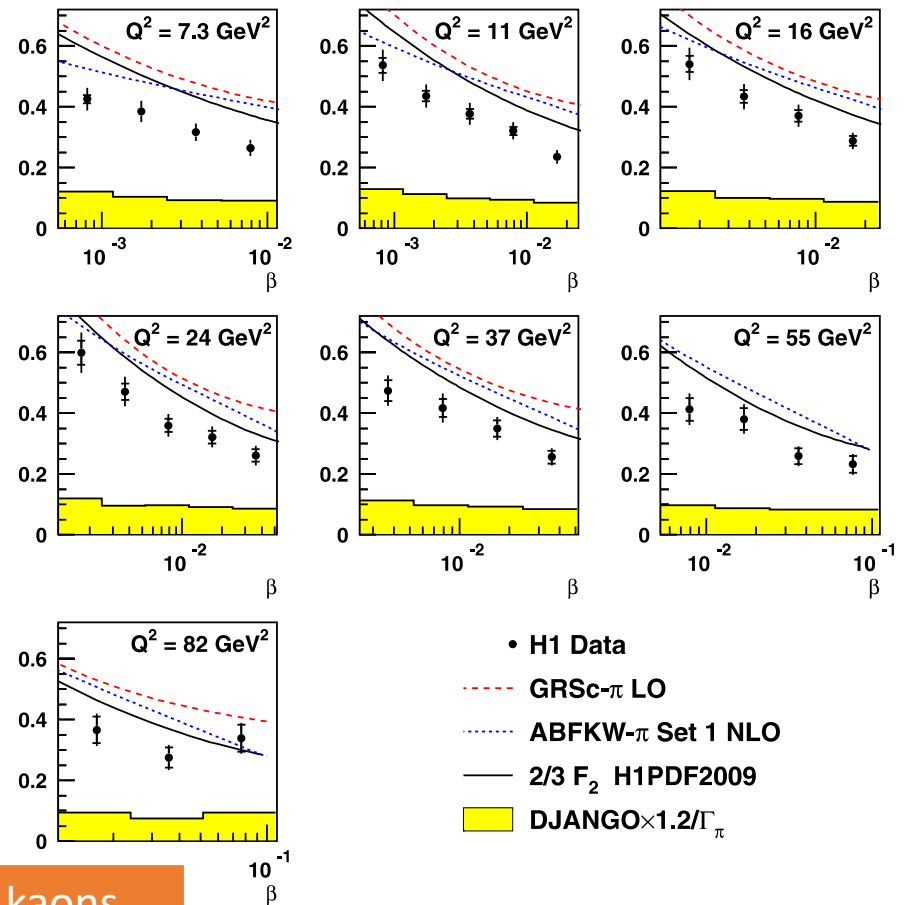 Q² = 7.3 GeV²
Q² = 11 GeV²
Q² = 16 GeV²
0.6
0.4
0.2
0
10⁻³
10⁻²
β
0.6
0.4
0.2
0
10⁻³
10⁻²
β
0.6
0.4
0.2
0
10⁻²
β
Q² = 24 GeV²
Q² = 37 GeV²
Q² = 55 GeV²
0.6
0.4
0.2
0
10⁻²
β
0.6
0.4
0.2
0
10⁻²
β
0.6
0.4
0.2
0
10⁻²
10⁻¹
β
Q² = 82 GeV²
0.6
0.4
0.2
0
10⁻¹
β
H1 Data
GRSc-π LO
ABFKW-π Set 1 NLO
2/3 F₂ H1PDF2009
DJANGO×1.2/Γπ
kaons